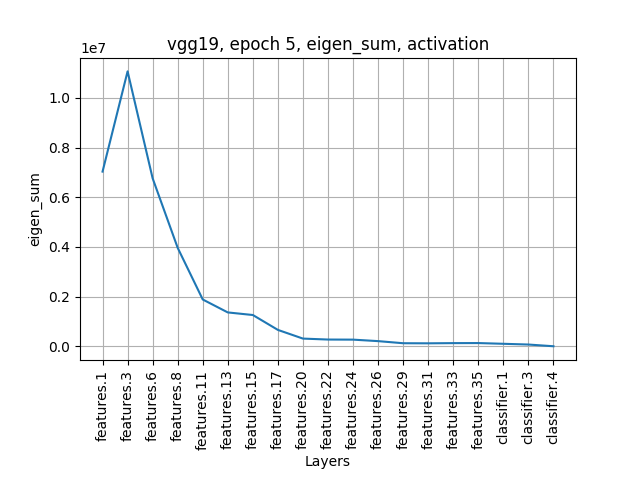 vgg19, epoch 5, eigen_sum, activation
1e7
1.0
0.8
0.6
0.4
0.2
0.0
eigen_sum
features.1
features.3
features.6
features.8
features.11
features.13
features.15
features.17
features.20
features.22
features.24
features.26
features.29
features.31
features.33
features.35
classifier.1
classifier.3
classifier.4
Layers